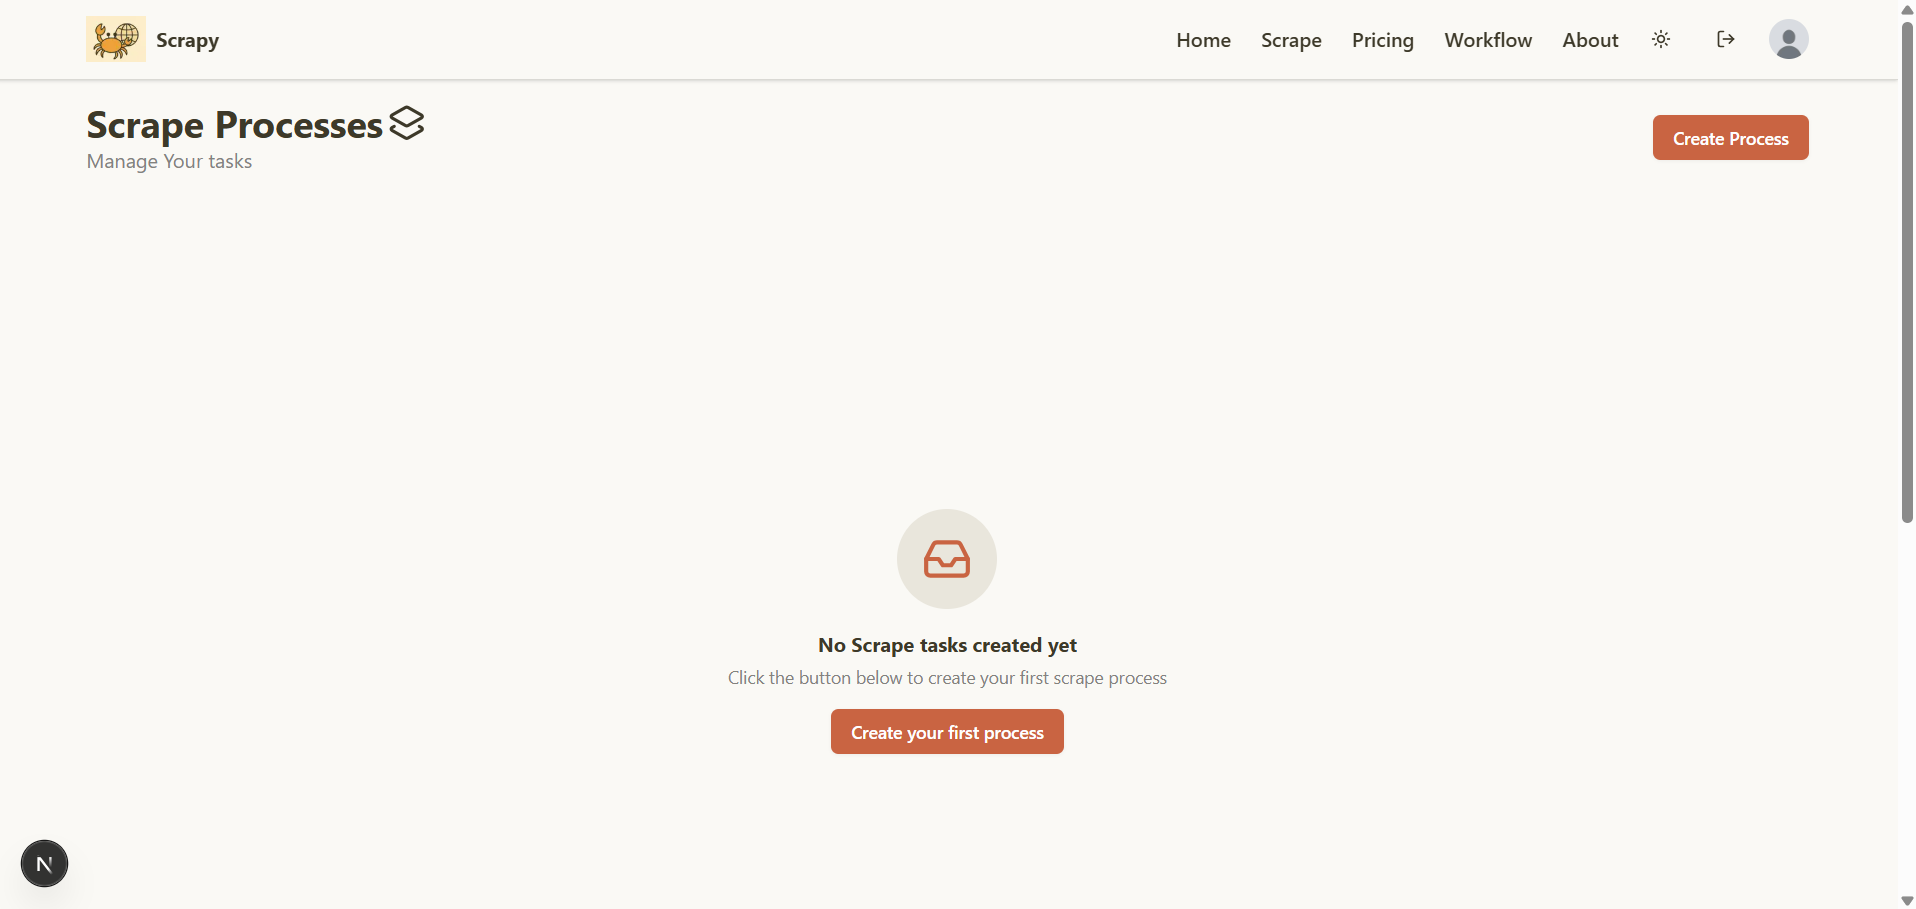 Scrapy
Home Scrape Pricing Workflow About
Scrape Processes
Manage Your tasks
Create Process
No Scrape tasks created yet
Click the button below to create your first scrape process
Create your first process
N